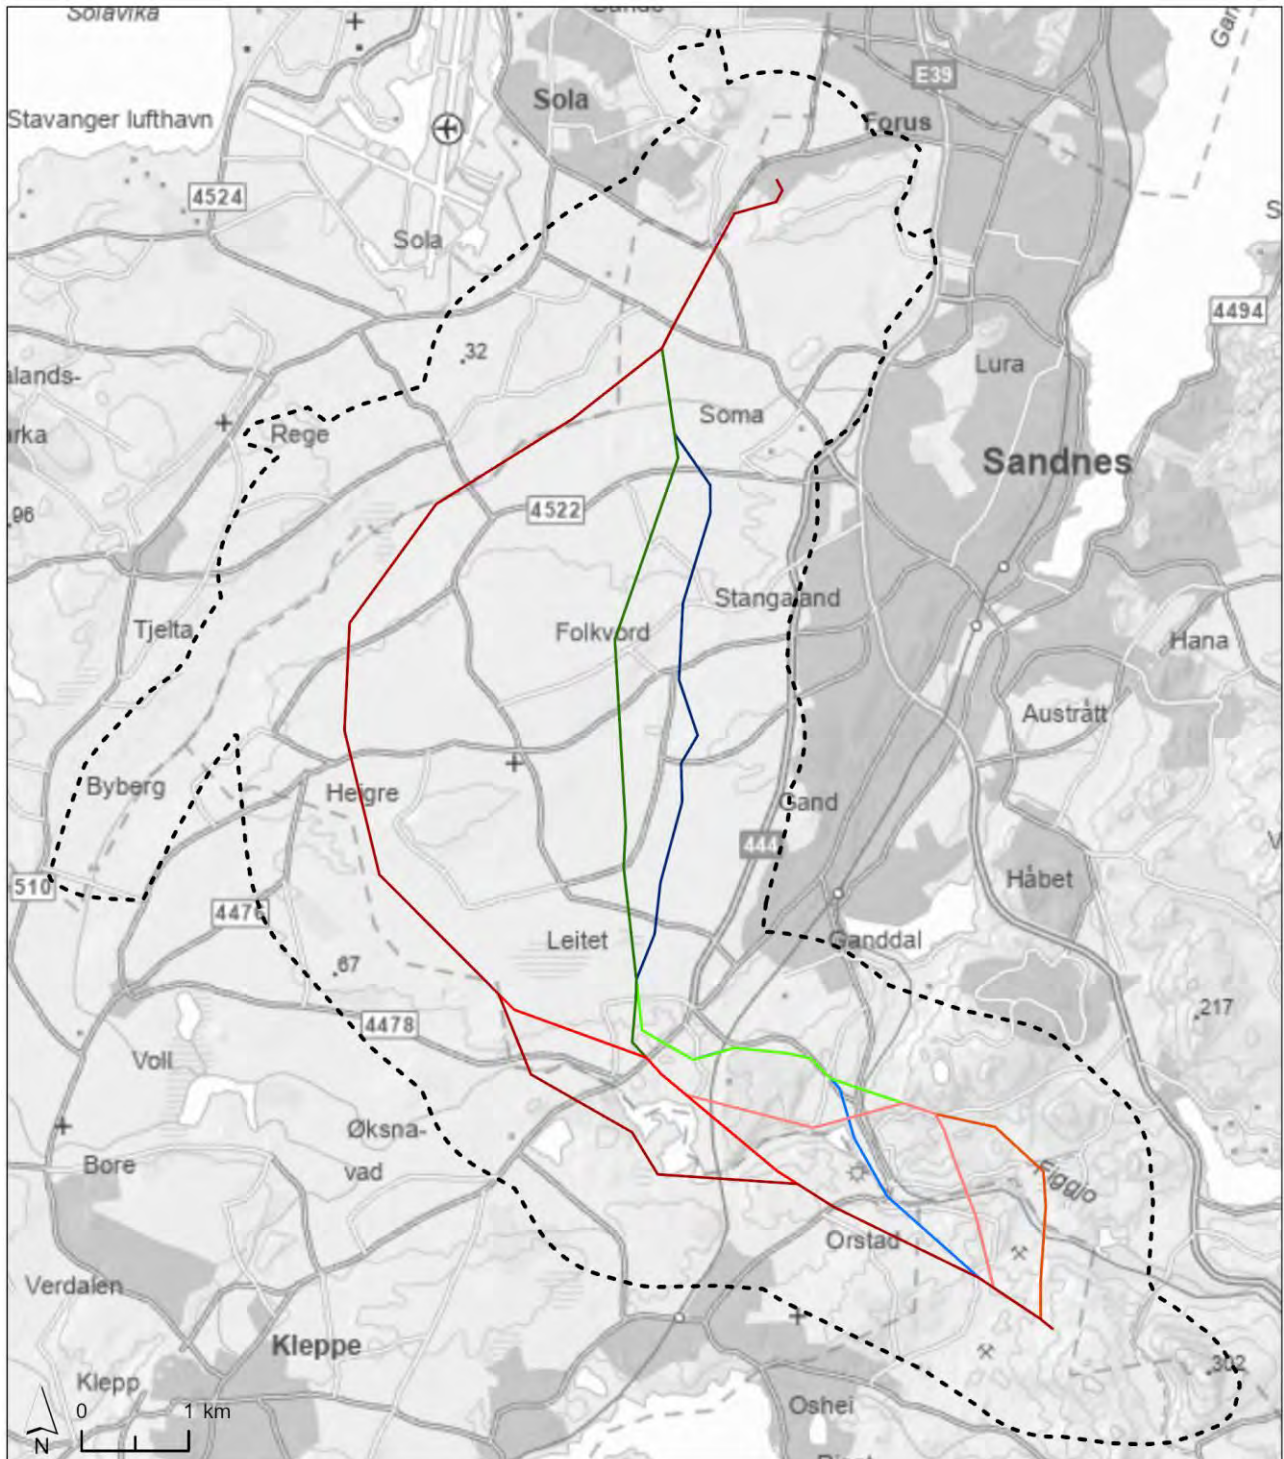 Solavika
E39
Sola
Stavanger lufthavn
Forus
4524
Sola
4494
32
Lura
Soma
Rege
Sandnes
4522
96
Stangaland
Tjelta
Folkvord
Hana
Austrått
Byberg
Heigre
Gand
444
Håbet
510
4476
Leitet
Ganddal
67
217
4478
Voll
Øksna-
vad
Bore
Figgjo
Orstad
Verdalen
Kleppe
302
Klepp
Oshei
0 1 km
N